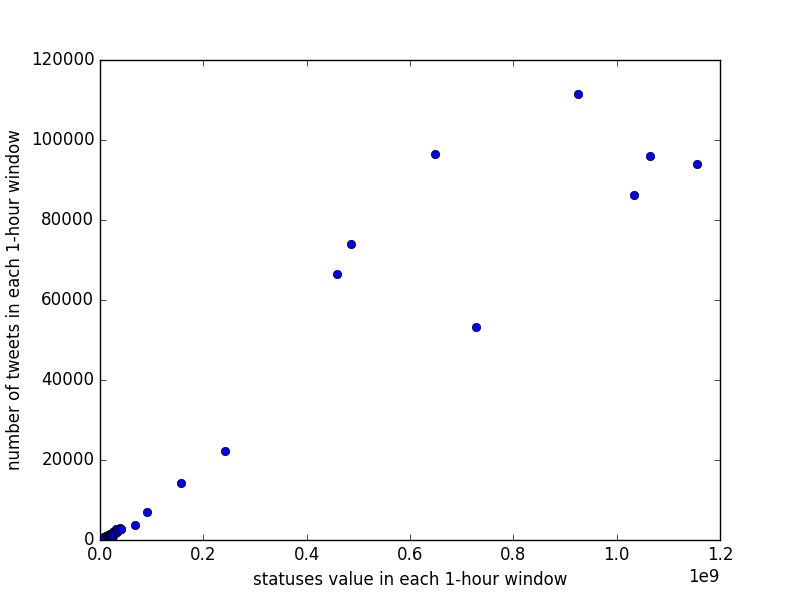 120000
100000
80000
60000
40000
20000
0
number of tweets in each 1-hour window
0.0 0.2 0.4 0.6 0.8 1.0 1.2
1e9
statuses value in each 1-hour window